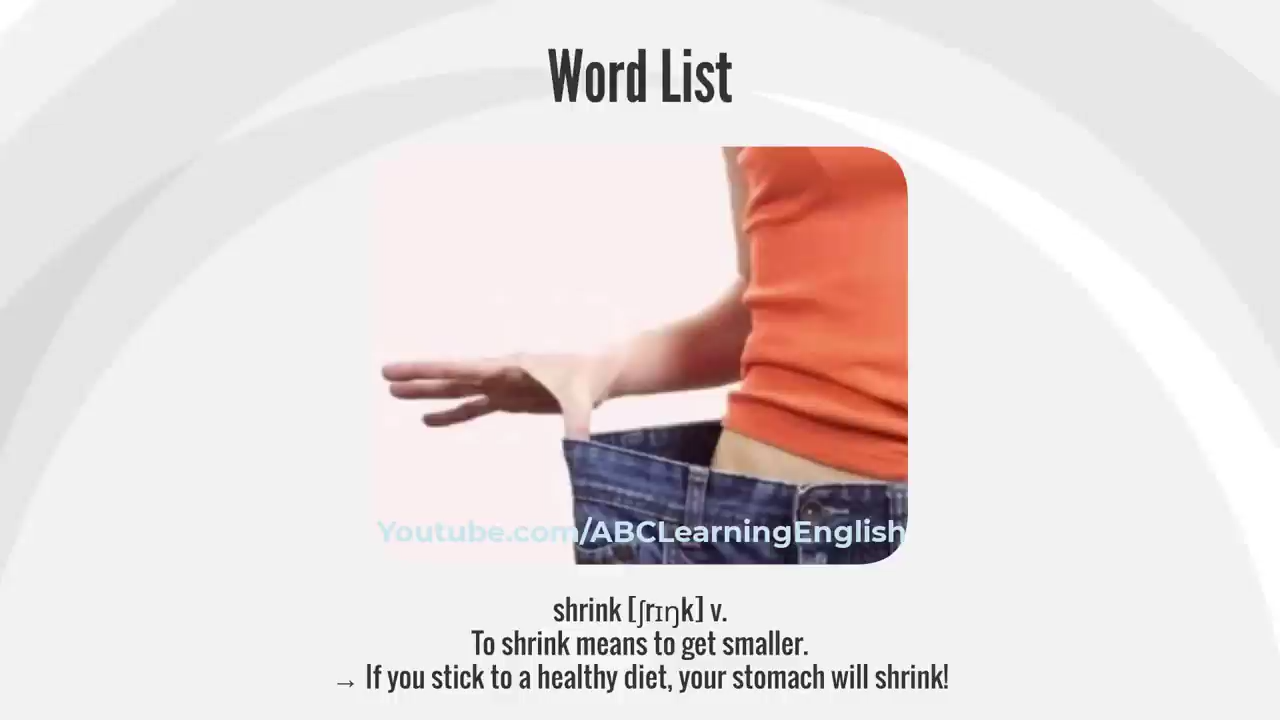 Word List
Youtube.com/ABCLearningEnglish
shrink [ʃrɪŋk] v.
To shrink means to get smaller.
→ If you stick to a healthy diet, your stomach will shrink!